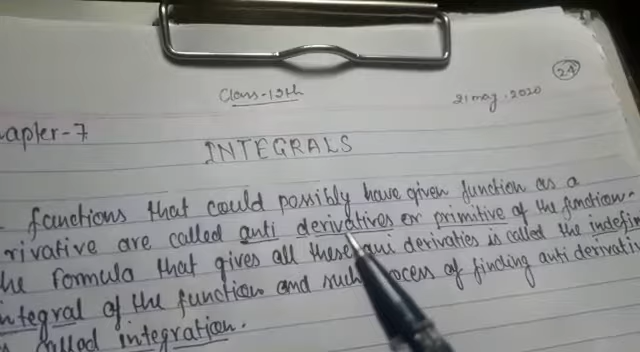 24
Class-12th
21 may. 2020
apter-7
INTEGRALS
functions that could possibly have given function as a
rivative are called anti derivatives or primitive of the function.
he formula that gives all these anti derivaties is called the indefin
ntegral of the function and such process of finding anti derivati
s called integration.